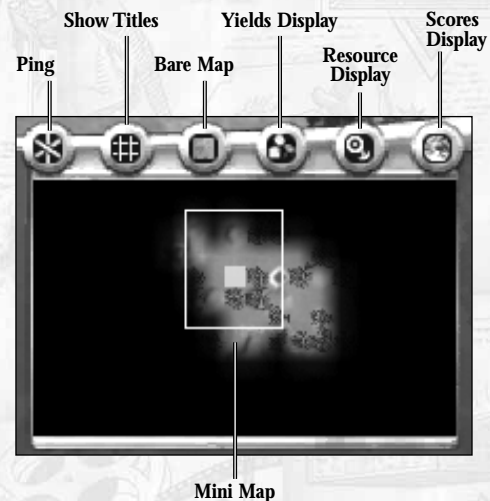 Show Titles
Yields Display
Scores
Display
Ping
Bare Map
Resource
Display
Mini Map